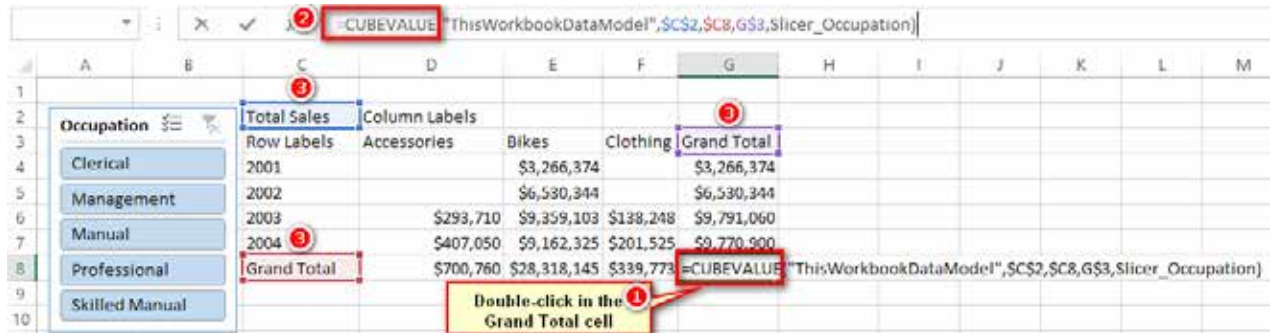 2 =CUBEVALUE("ThisWorkbookDataModel",$C$2,$C8,G$3,Slicer_Occupation)
A B C D E F G H I J K L M
1 3
2 Total Sales Column Labels 3
3 Row Labels Accessories Bikes Clothing Grand Total
4 2001 $3,266,374 $3,266,374
5 2002 $6,530,344 $6,530,344
6 2003 $293,710 $9,359,103 $138,248 $9,791,060
7 2004 3 $407,050 $9,162,325 $201,525 $9,770,900
8 Grand Total $700,760 $28,318,145 $339,773 =CUBEVALUE("ThisWorkbookDataModel",$C$2,$C8,G$3,Slicer_Occupation)
9
10
Occupation
Clerical
Management
Manual
Professional
Skilled Manual
Double-click in the 1
Grand Total cell